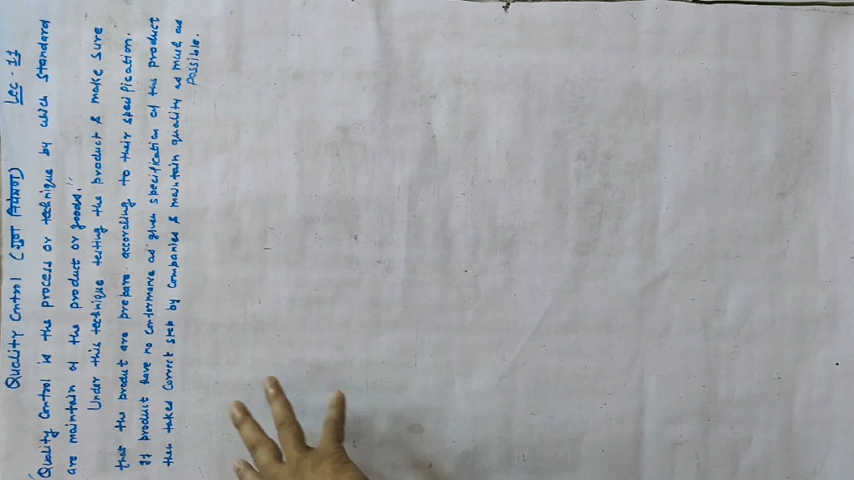 Quality Control (गुण नियंत्रण) Lec. 11
"Quality Control is the process or technique by which standard
are maintain of the product or goods."
Under this technique testing the product & make sure
that the product are prepare according to their specification.
If product have no conformance as given specification of the product
then taked correct step by companies & maintain quality as much as
possible.